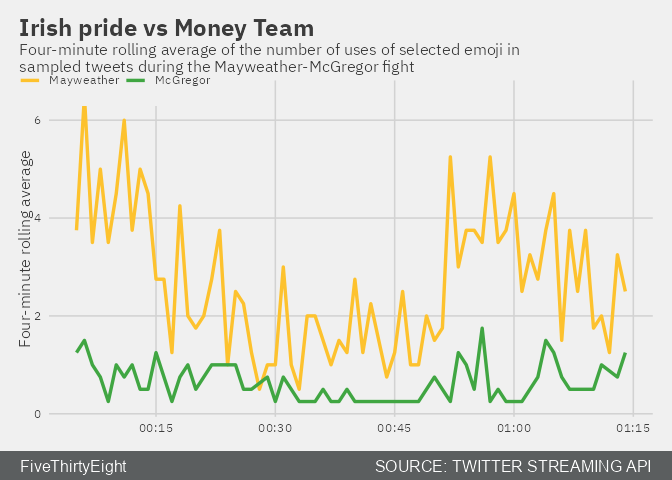 Irish pride vs Money Team
Four-minute rolling average of the number of uses of selected emoji in
sampled tweets during the Mayweather-McGregor fight
Mayweather McGregor
Four-minute rolling average
6
4
2
0
00:15 00:30 00:45 01:00 01:15
FiveThirtyEight SOURCE: TWITTER STREAMING API